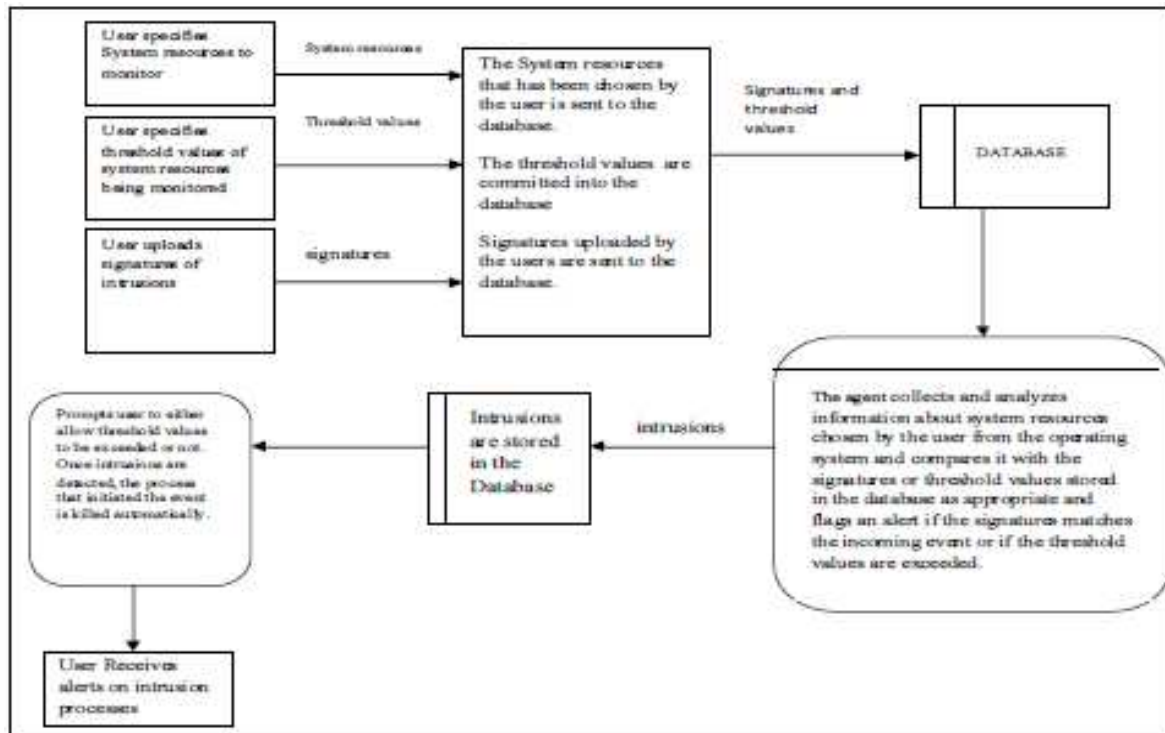 User specifies
System resources to
monitor
System resources
User specifies
threshold values of
system resources
being monitored
Threshold values
User uploads
signatures of
intrusions
signatures
The System resources
that has been chosen by
the user is sent to the
database.
The threshold values are
committed into the
database
Signatures uploaded by
the users are sent to the
database.
Signatures and
threshold
values
DATABASE
The agent collects and analyzes
information about system resources
chosen by the user from the operating
system and compares it with the
signatures or threshold values stored
in the database as appropriate and
flags an alert if the signatures matches
the incoming event or if the threshold
values are exceeded.
intrusions
Intrusions
are stored
in the
Database
Prompts user to either
allow threshold values
to be exceeded or not.
Once intrusions are
detected, the process
that initiated the event
is killed automatically.
User Receives
alerts on intrusion
processes